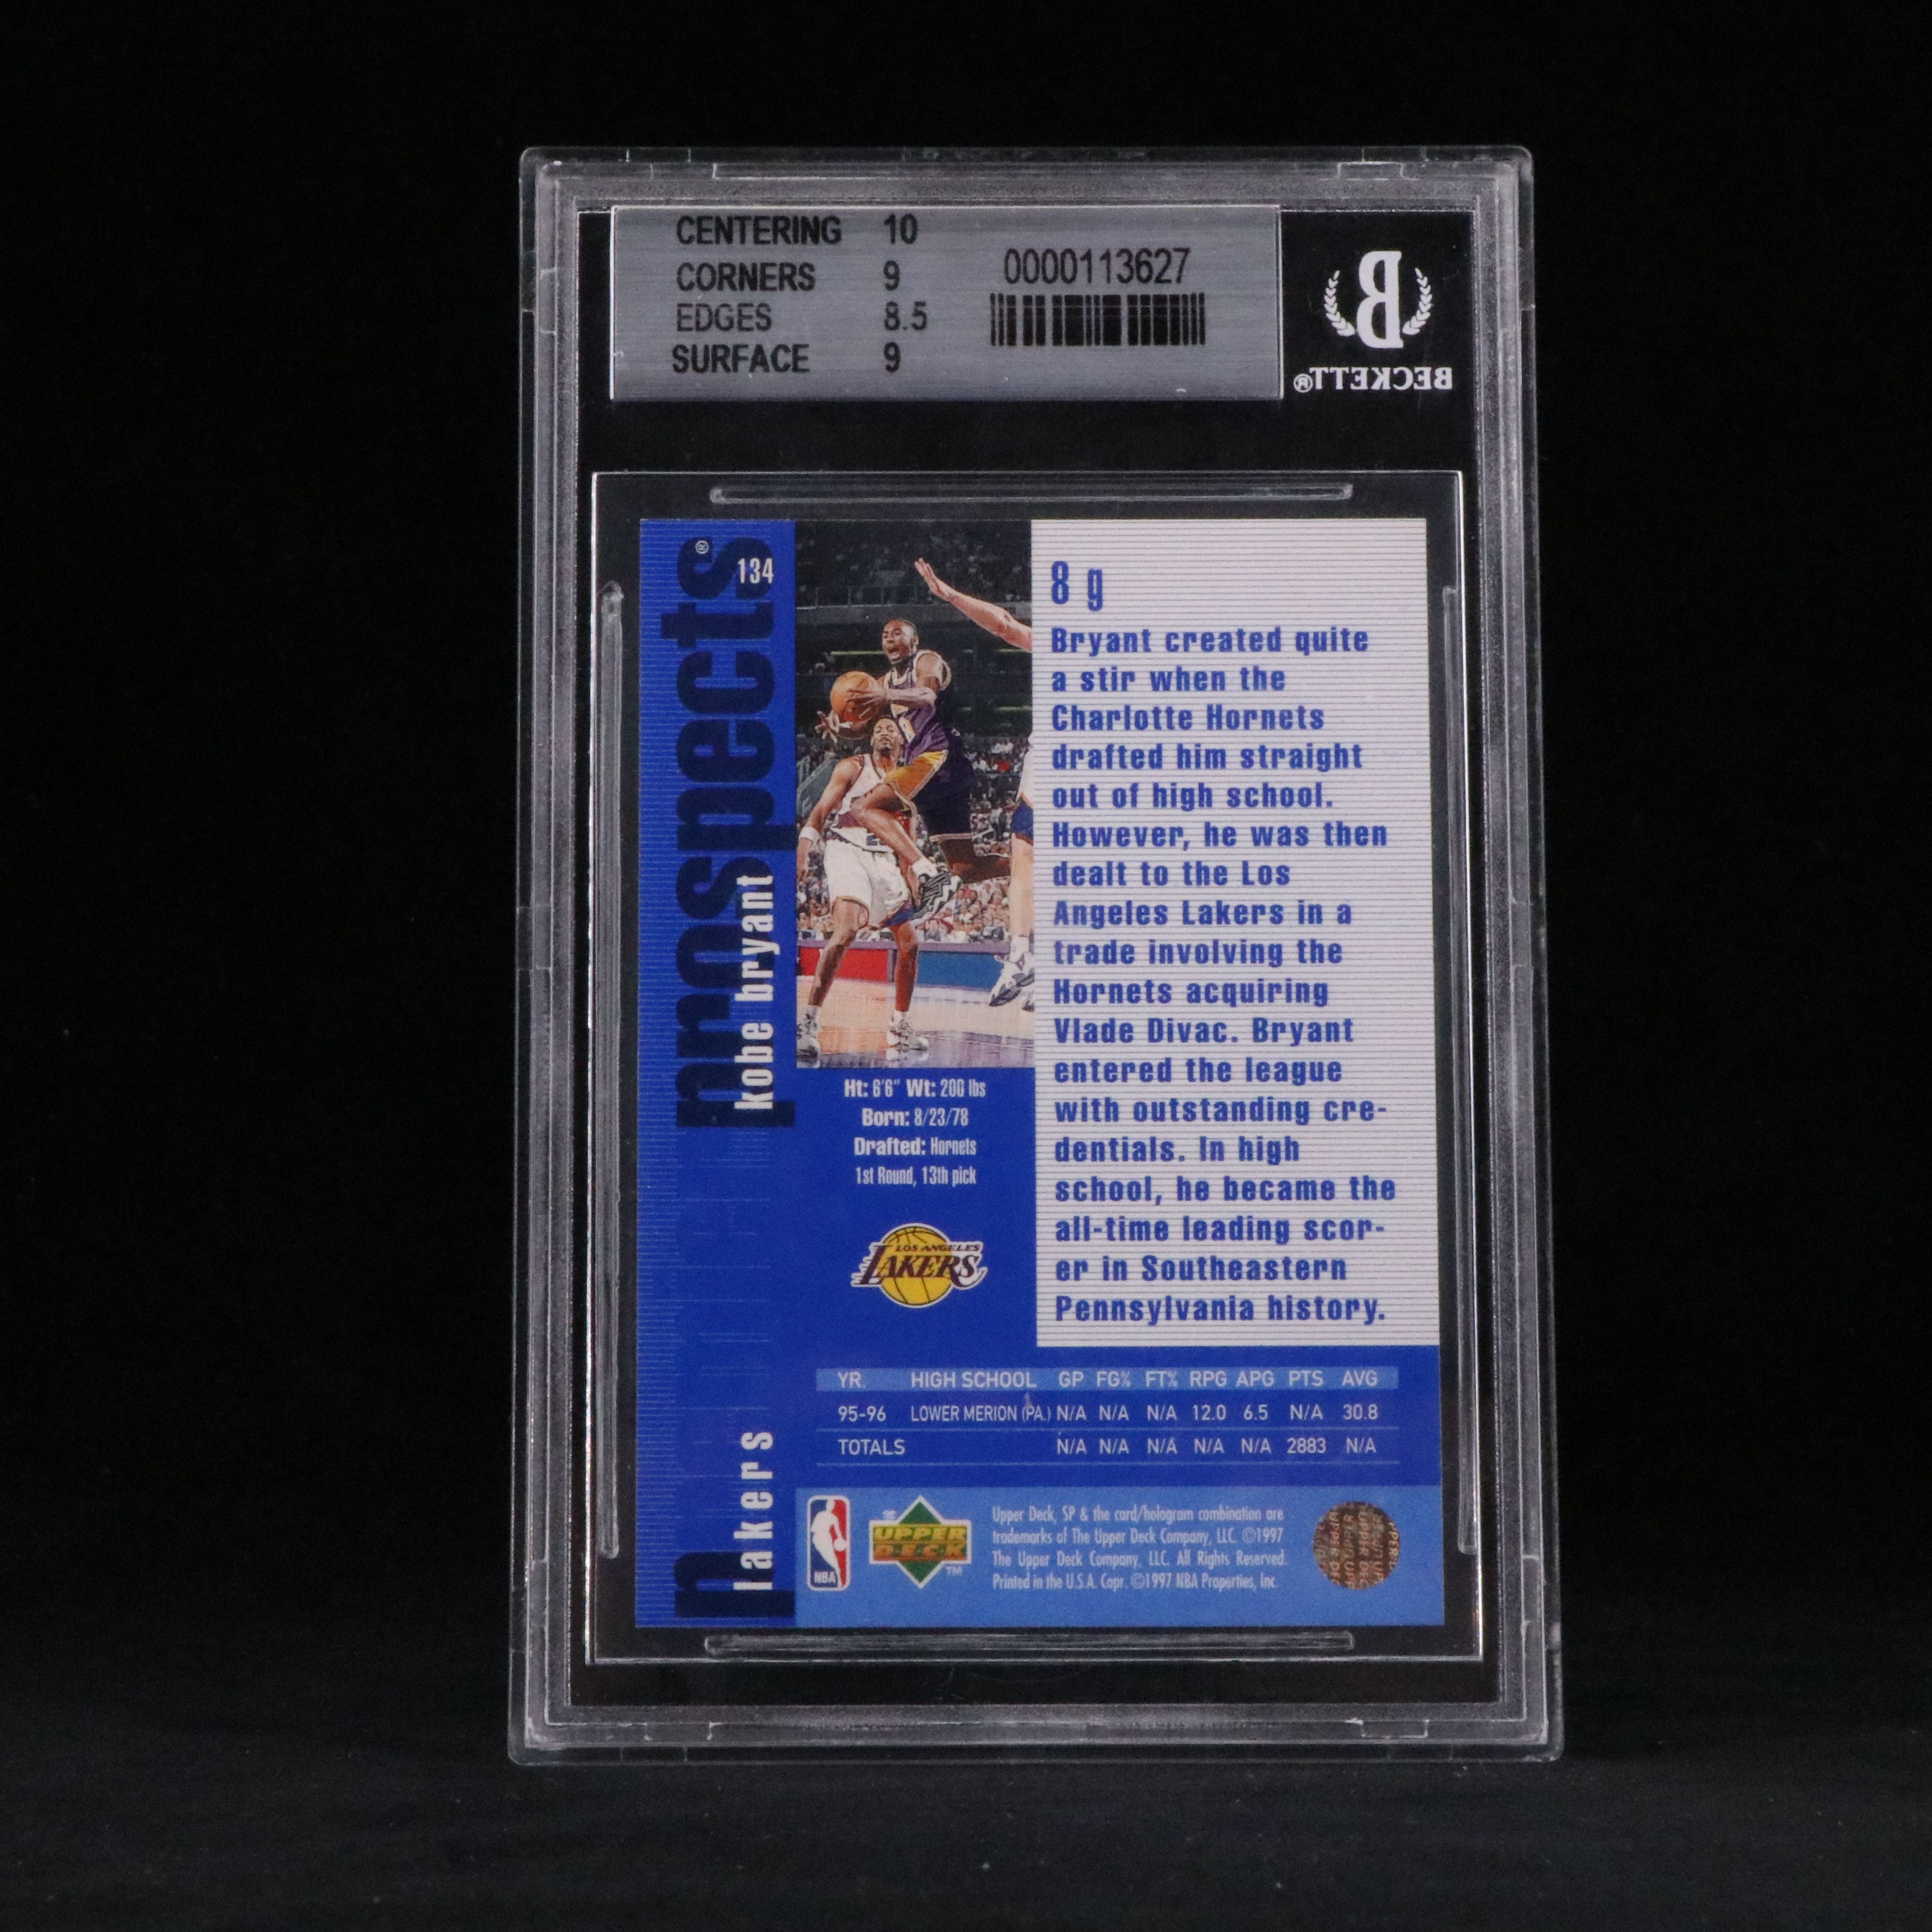 CENTERING 10
CORNERS 9
EDGES 8.5
SURFACE 9
0000113627
BECKETT®
prospects®
134
kobe bryant
lakers
8 g
Bryant created quite
a stir when the
Charlotte Hornets
drafted him straight
out of high school.
However, he was then
dealt to the Los
Angeles Lakers in a
trade involving the
Hornets acquiring
Vlade Divac. Bryant
entered the league
with outstanding cre-
dentials. In high
school, he became the
all-time leading scor-
er in Southeastern
Pennsylvania history.
Ht: 6'6" Wt: 200 lbs
Born: 8/23/78
Drafted: Hornets
1st Round, 13th pick
LOS ANGELES
LAKERS
YR. HIGH SCHOOL GP FG% FT% RPG APG PTS AVG
95-96 LOWER MERION (PA.) N/A N/A N/A 12.0 6.5 N/A 30.8
TOTALS N/A N/A N/A N/A N/A 2883 N/A
NBA
UPPER
DECK
TM
Upper Deck, SP & the card/hologram combination are
trademarks of The Upper Deck Company, LLC. ©1997
The Upper Deck Company, LLC. All Rights Reserved.
Printed in the U.S.A. Copr. ©1997 NBA Properties, Inc.